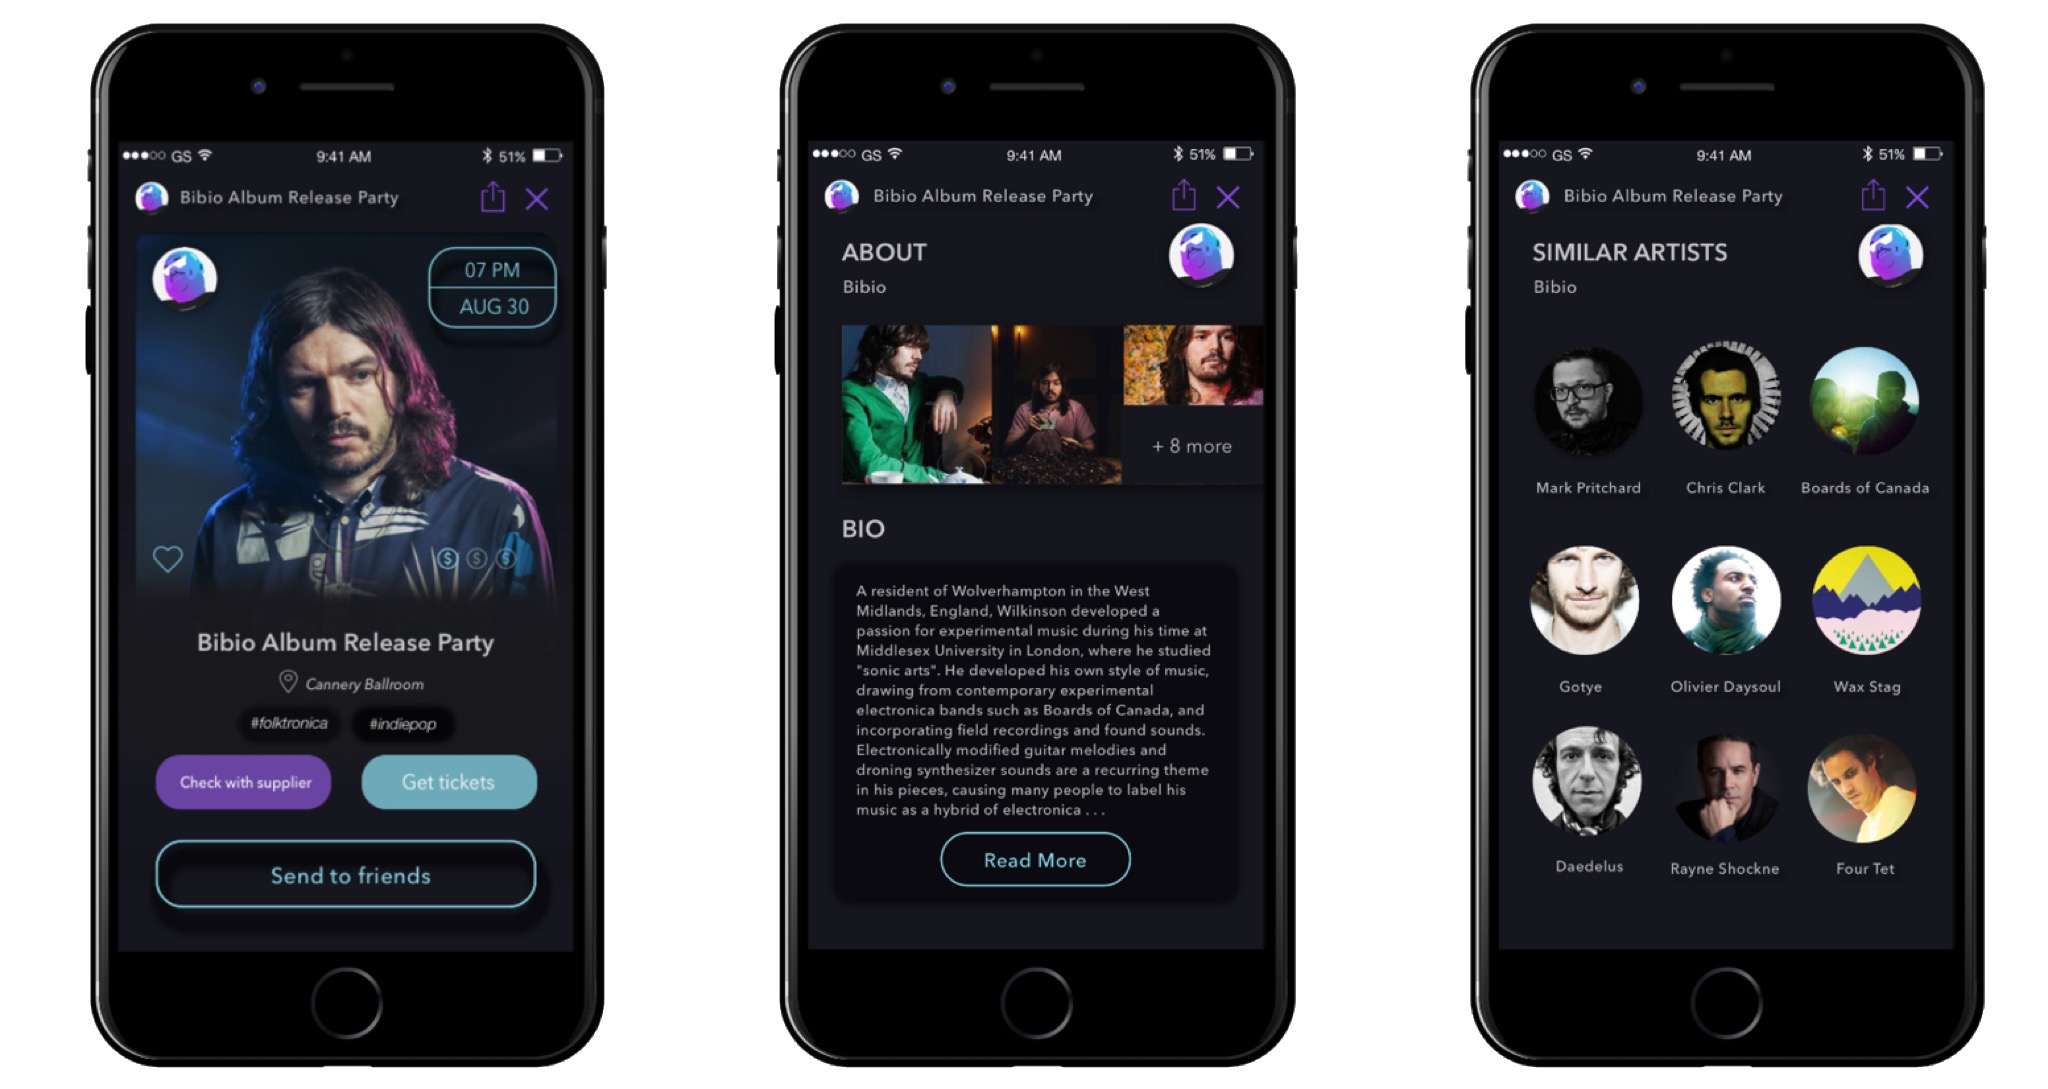 GS
9:41 AM
51%
Bibio Album Release Party
07 PM
AUG 30
$ $ $
Bibio Album Release Party
Cannery Ballroom
#folktronica #indiepop
Check with supplier
Get tickets
Send to friends
GS
9:41 AM
51%
Bibio Album Release Party
ABOUT
Bibio
+ 8 more
BIO
A resident of Wolverhampton in the West
Midlands, England, Wilkinson developed a
passion for experimental music during his time at
Middlesex University in London, where he studied
"sonic arts". He developed his own style of music,
drawing from contemporary experimental
electronica bands such as Boards of Canada, and
incorporating field recordings and found sounds.
Electronically modified guitar melodies and
droning synthesizer sounds are a recurring theme
in his pieces, causing many people to label his
music as a hybrid of electronica . . .
Read More
GS
9:41 AM
51%
Bibio Album Release Party
SIMILAR ARTISTS
Bibio
Mark Pritchard
Chris Clark
Boards of Canada
Gotye
Olivier Daysoul
Wax Stag
Daedelus
Rayne Shockne
Four Tet